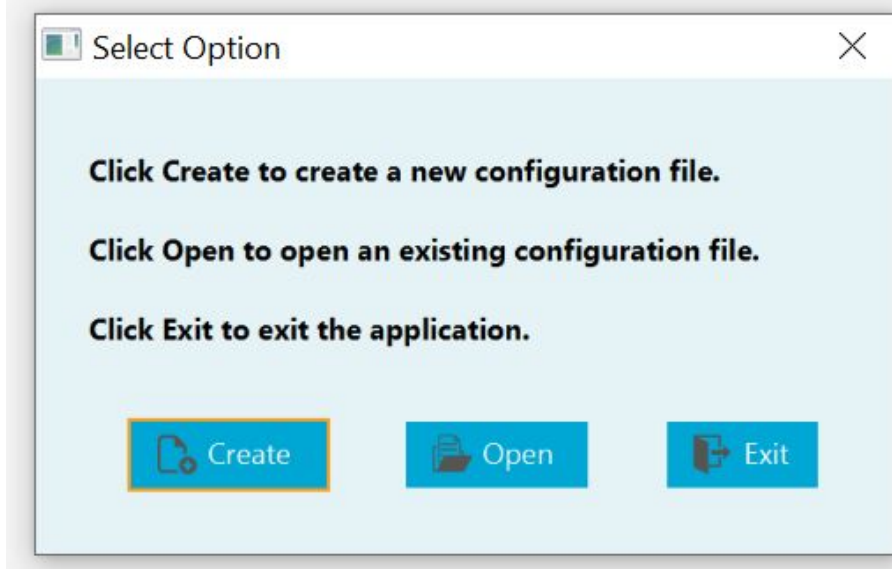 Select Option
Click Create to create a new configuration file.
Click Open to open an existing configuration file.
Click Exit to exit the application.
Create Open Exit